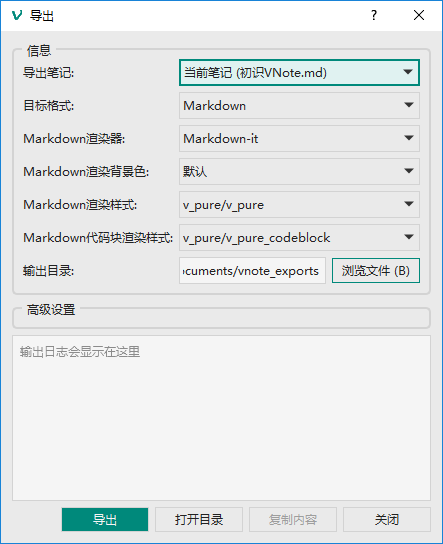 导出
?
信息
导出笔记: 当前笔记 (初识VNote.md)
目标格式: Markdown
Markdown渲染器: Markdown-it
Markdown渲染背景色: 默认
Markdown渲染样式: v_pure/v_pure
Markdown代码块渲染样式: v_pure/v_pure_codeblock
输出目录: ocuments/vnote_exports 浏览文件 (B)
高级设置
输出日志会显示在这里
导出 打开目录 复制内容 关闭